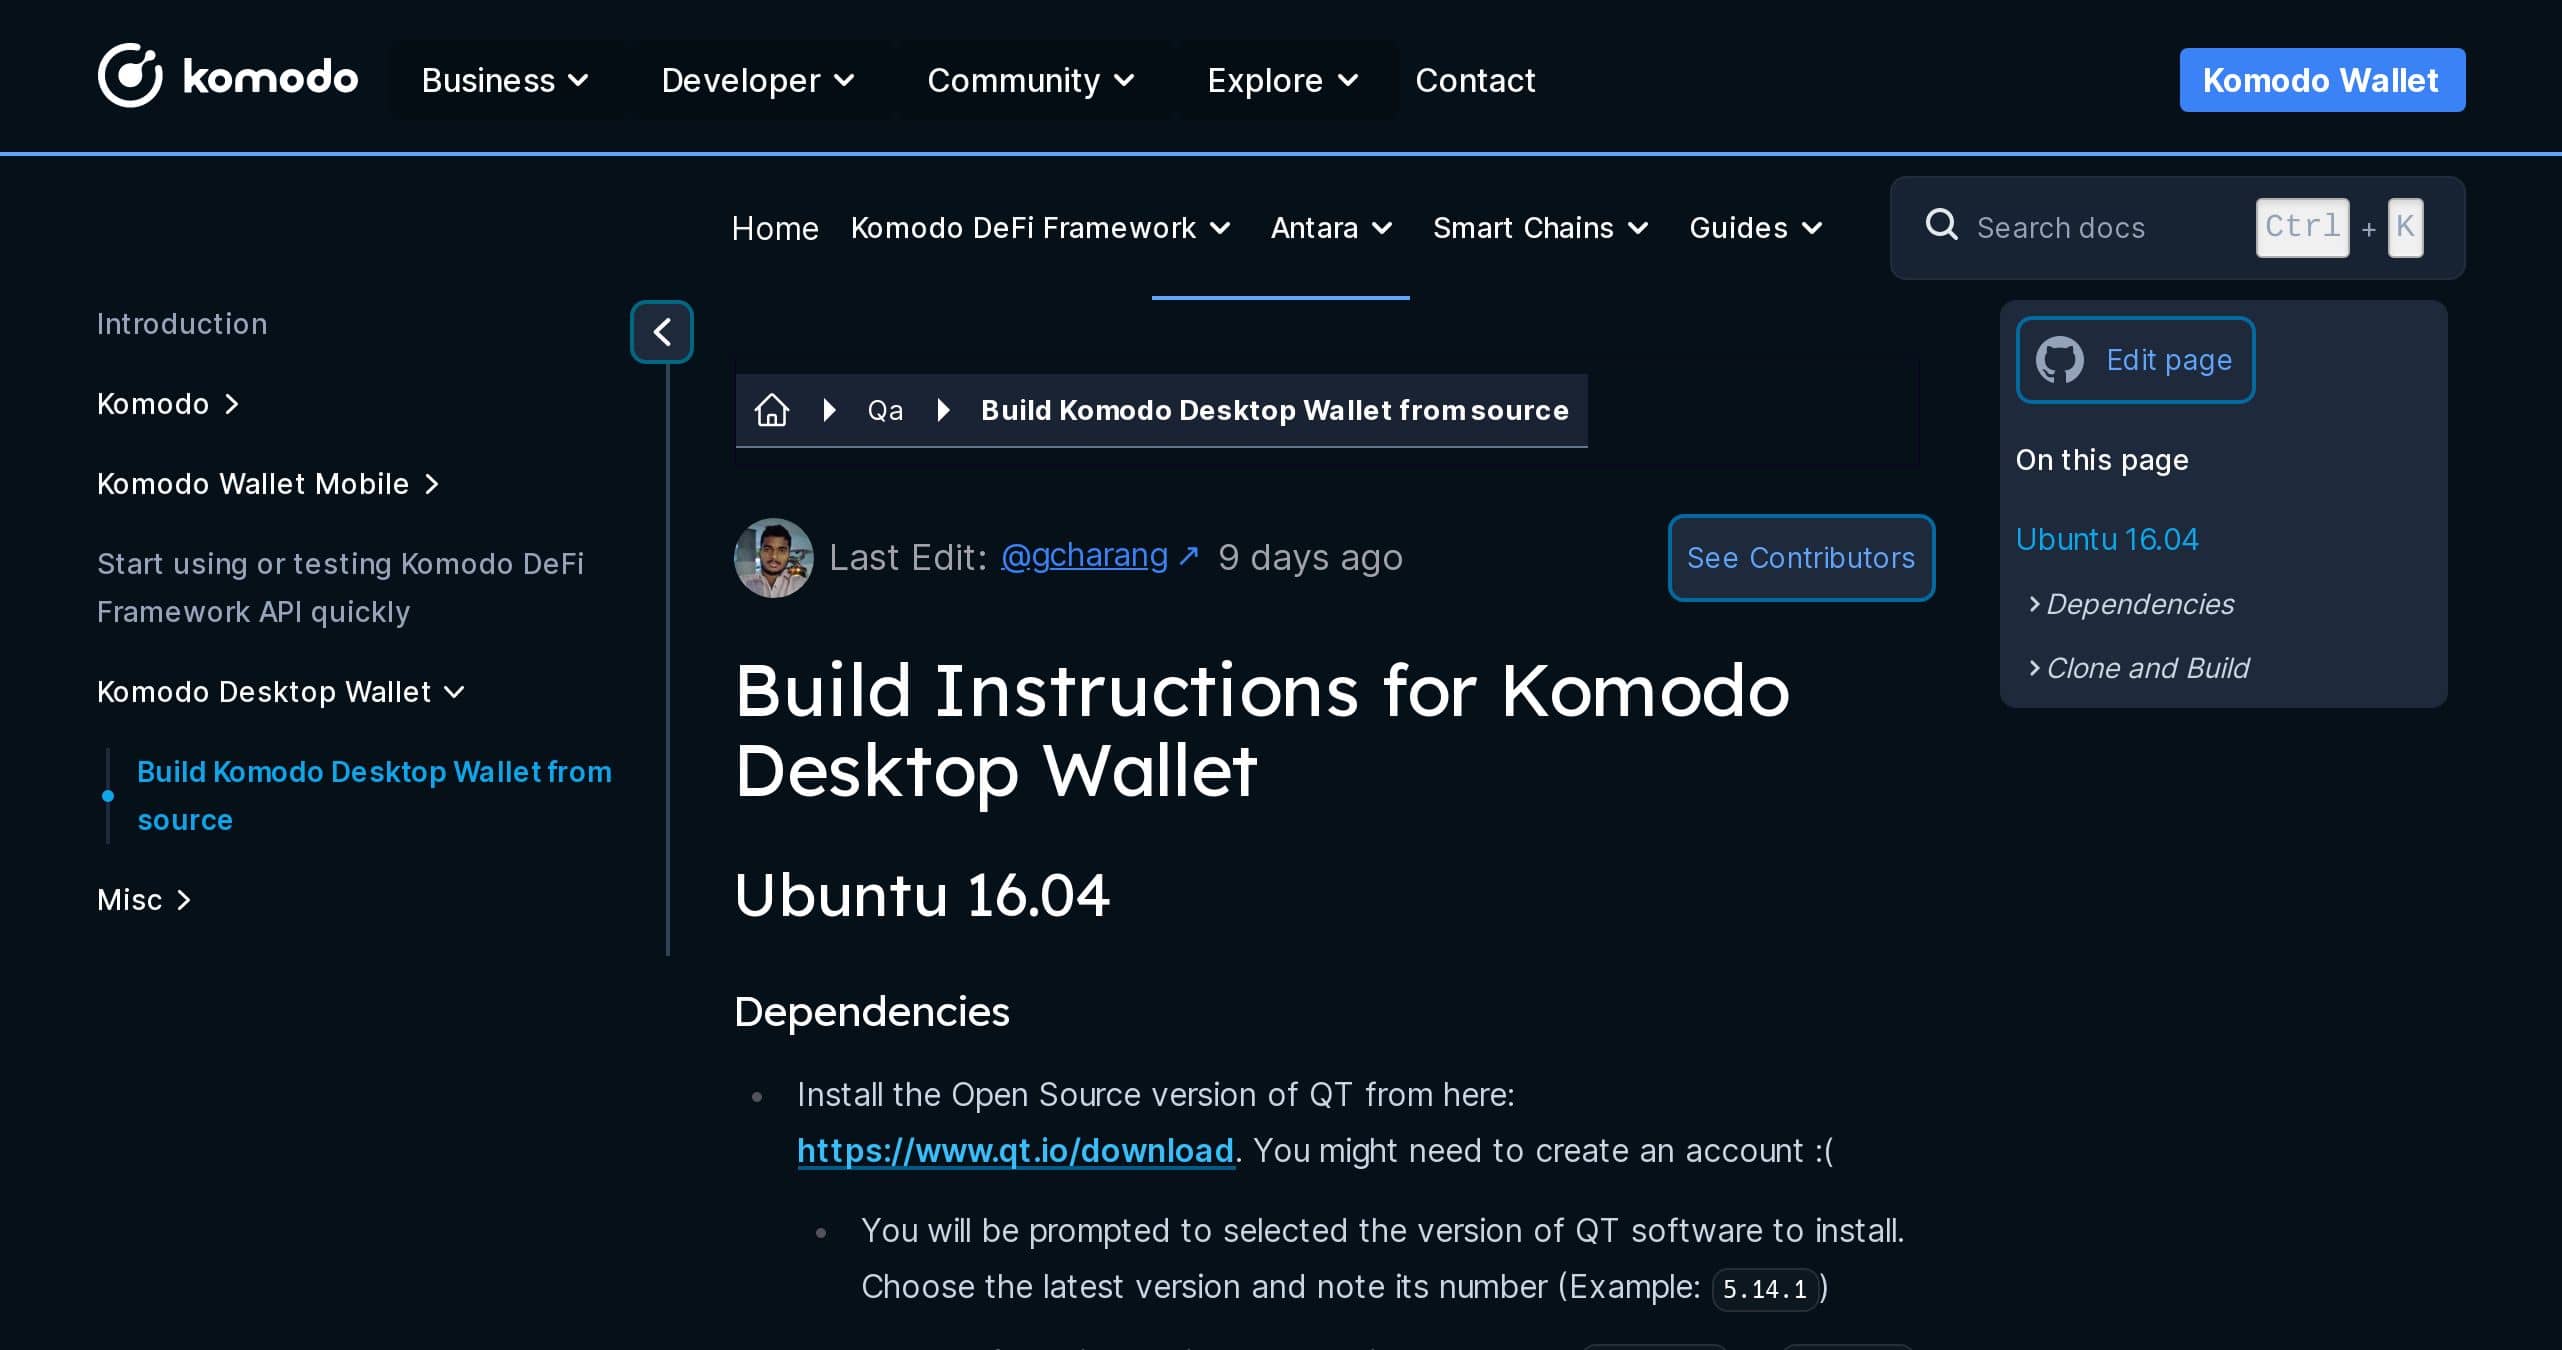 komodo
Business
Developer
Community
Explore
Contact
Komodo Wallet
Home
Komodo DeFi Framework
Antara
Smart Chains
Guides
Search docs
Ctrl + K
Introduction
Komodo
Komodo Wallet Mobile
Start using or testing Komodo DeFi
Framework API quickly
Komodo Desktop Wallet
Build Komodo Desktop Wallet from
source
Misc
Qa
Build Komodo Desktop Wallet from source
Last Edit: @gcharang ↗ 9 days ago
See Contributors
Build Instructions for Komodo
Desktop Wallet
Ubuntu 16.04
Dependencies
Install the Open Source version of QT from here:
https://www.qt.io/download. You might need to create an account :(
You will be prompted to selected the version of QT software to install.
Choose the latest version and note its number (Example: 5.14.1)
Edit page
On this page
Ubuntu 16.04
Dependencies
Clone and Build